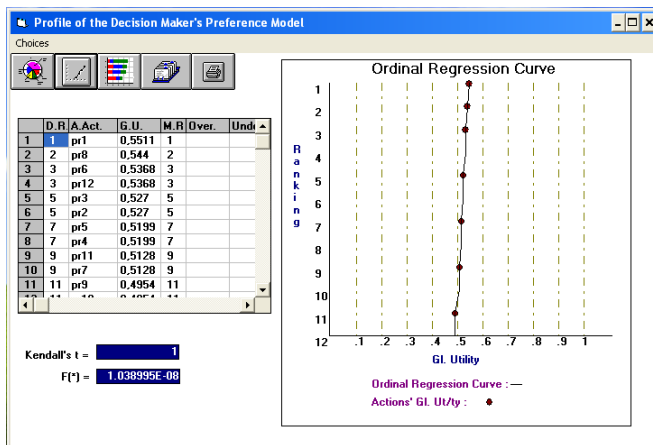 Profile of the Decision Maker's Preference Model
Choices
D.R A.Act. G.U. M.R Over. Unde
1 1 pr1 0,5511 1
2 2 pr8 0,544 2
3 3 pr6 0,5368 3
4 3 pr12 0,5368 3
5 5 pr3 0,527 5
6 5 pr2 0,527 5
7 7 pr5 0,5199 7
8 7 pr4 0,5199 7
9 9 pr11 0,5128 9
10 9 pr7 0,5128 9
11 11 pr9 0,4954 11
Kendall's t = 1
F(*) = 1.038995E-08
Ordinal Regression Curve
Ranking
1
2
3
4
5
6
7
8
9
10
11
12 .1 .2 .3 .4 .5 .6 .7 .8 .9 1
Gl. Utility
Ordinal Regression Curve : —
Actions' Gl. Ut/ty :